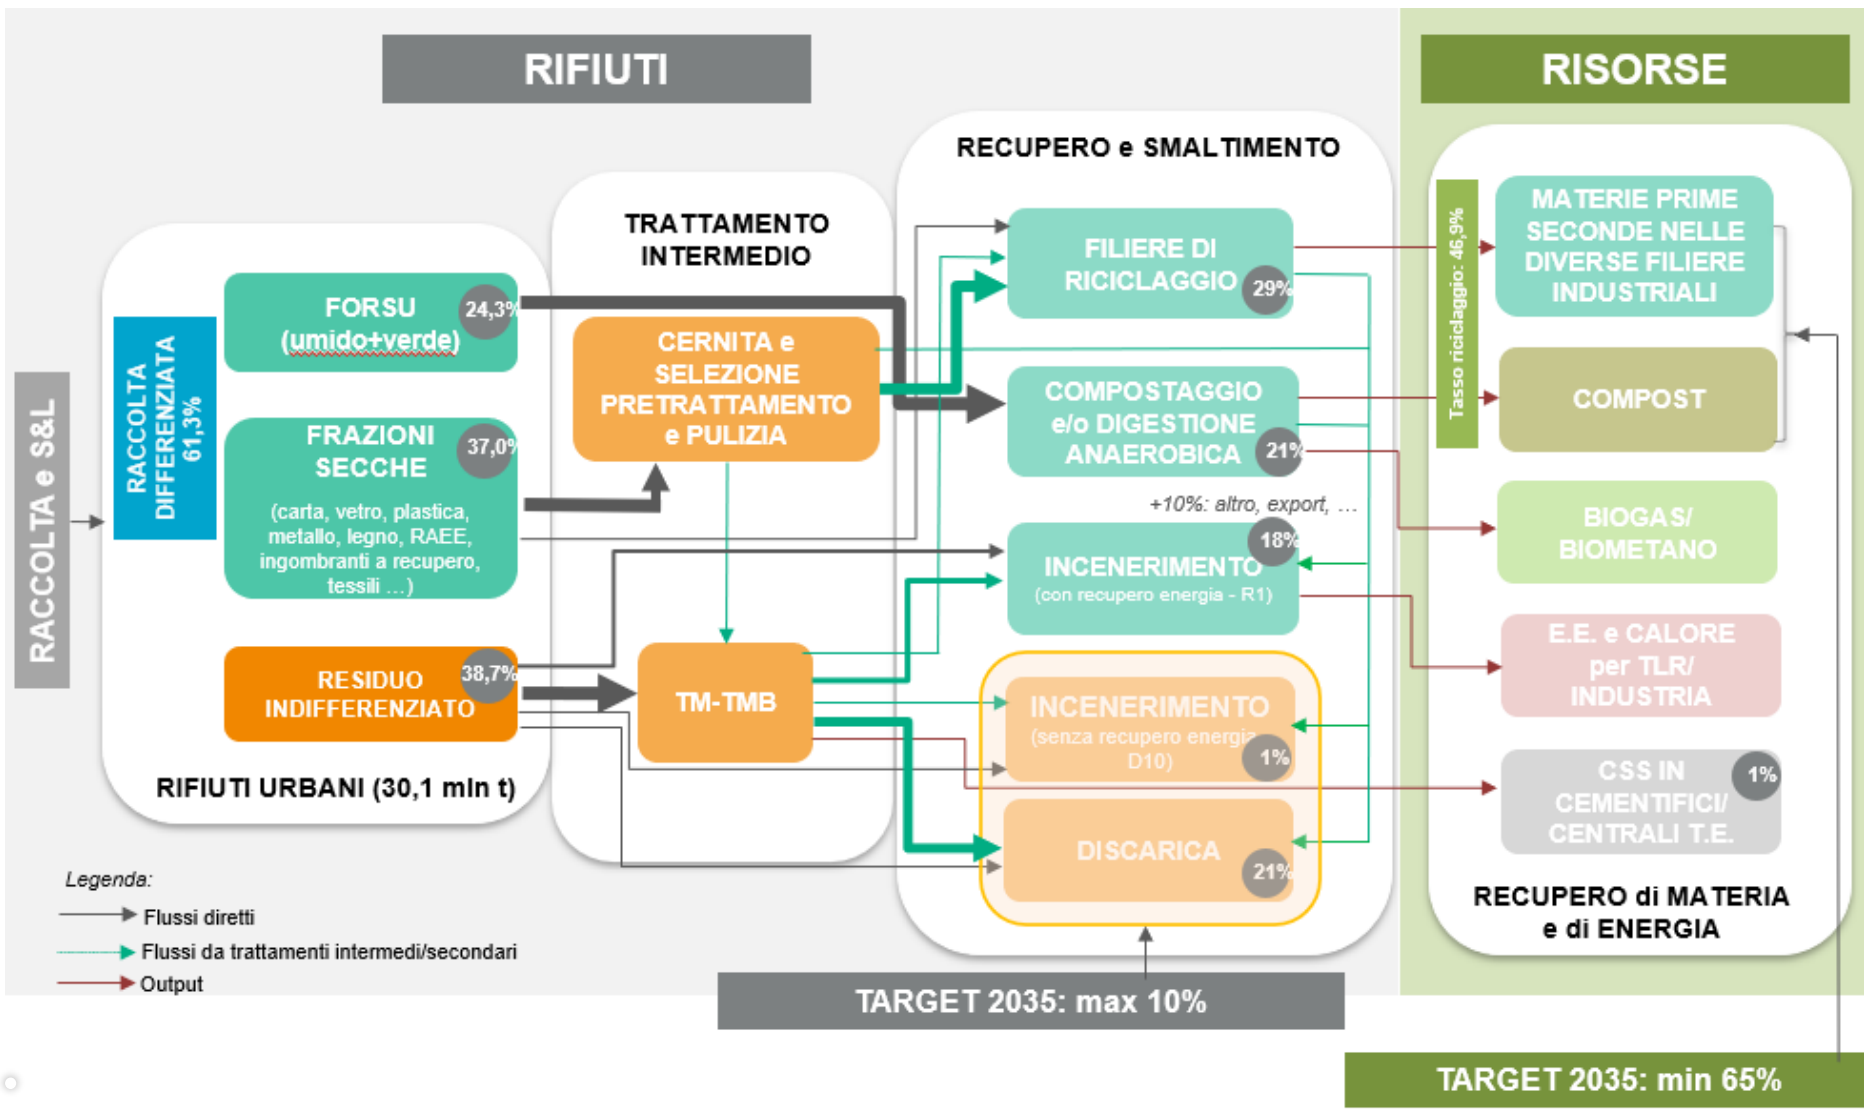 RIFIUTI
RISORSE
RACCOLTA e S&L
RACCOLTA
DIFFERENZIATA
61,3%
FORSU
(umido+verde)
24,3%
FRAZIONI
SECCHE
37,0%
(carta, vetro, plastica,
metallo, legno, RAEE,
ingombranti a recupero,
tessili …)
RESIDUO
INDIFFERENZIATO
38,7%
RIFIUTI URBANI (30,1 mln t)
TRATTAMENTO
INTERMEDIO
CERNITA e
SELEZIONE
PRETRATTAMENTO
e PULIZIA
TM-TMB
RECUPERO e SMALTIMENTO
FILIERE DI
RICICLAGGIO
29%
COMPOSTAGGIO
e/o DIGESTIONE
ANAEROBICA
21%
+10%: altro, export, …
18%
INCENERIMENTO
(con recupero energia - R1)
INCENERIMENTO
(senza recupero energia
D10)
1%
DISCARICA
21%
Tasso riciclaggio: 46,9%
MATERIE PRIME
SECONDE NELLE
DIVERSE FILIERE
INDUSTRIALI
COMPOST
BIOGAS/
BIOMETANO
E.E. e CALORE
per TLR/
INDUSTRIA
CSS IN
CEMENTIFICI/
CENTRALI T.E.
1%
RECUPERO di MATERIA
e di ENERGIA
Legenda:
Flussi diretti
Flussi da trattamenti intermedi/secondari
Output
TARGET 2035: max 10%
TARGET 2035: min 65%